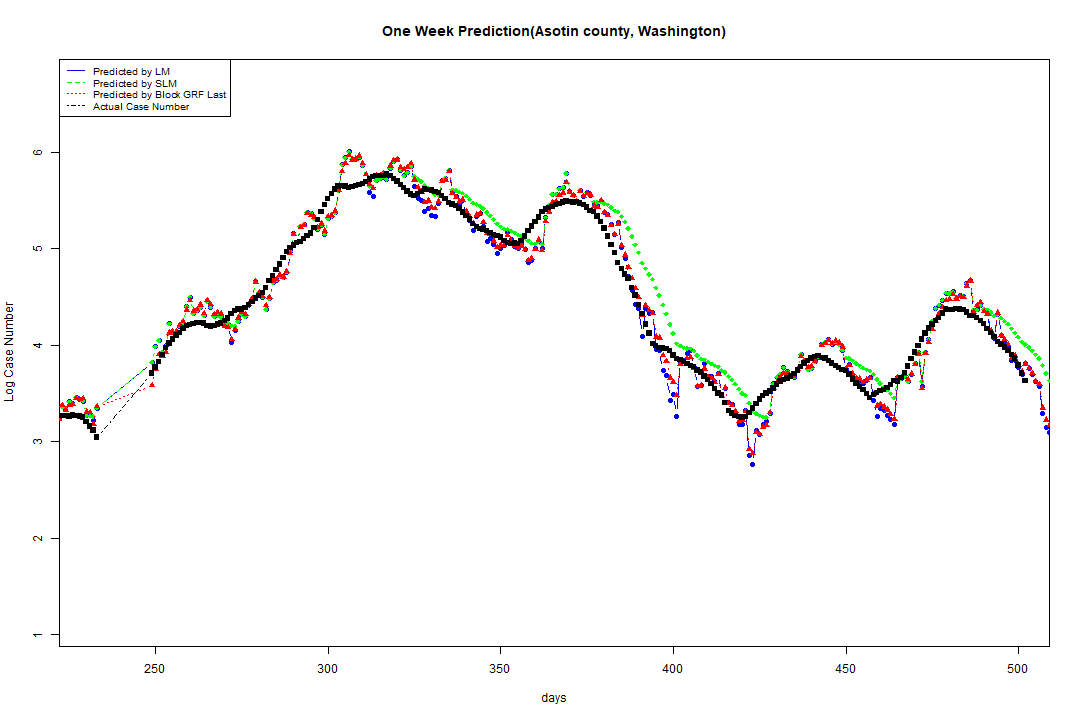 One Week Prediction(Asotin county, Washington)
Predicted by LM
Predicted by SLM
Predicted by Block GRF Last
Actual Case Number
6
5
4
3
2
1
Log Case Number
250 300 350 400 450 500
days